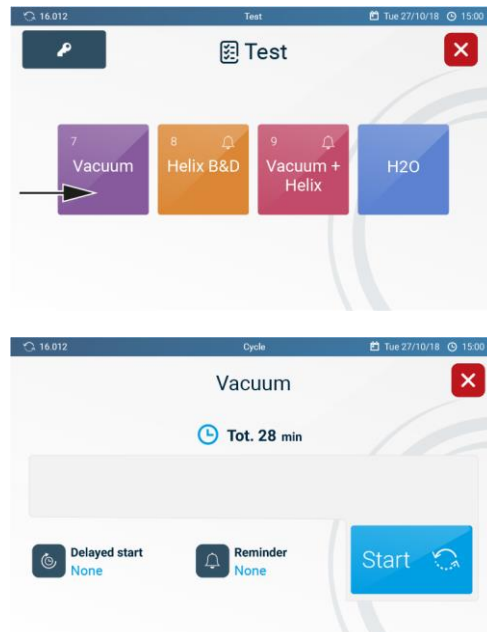 16.012 Test Tue 27/10/18 15:00
Test
7 8 9
Vacuum Helix B&D Vacuum + H2O
Helix
16.012 Cycle Tue 27/10/18 15:00
Vacuum
Tot. 28 min
Delayed start Reminder
None None
Start